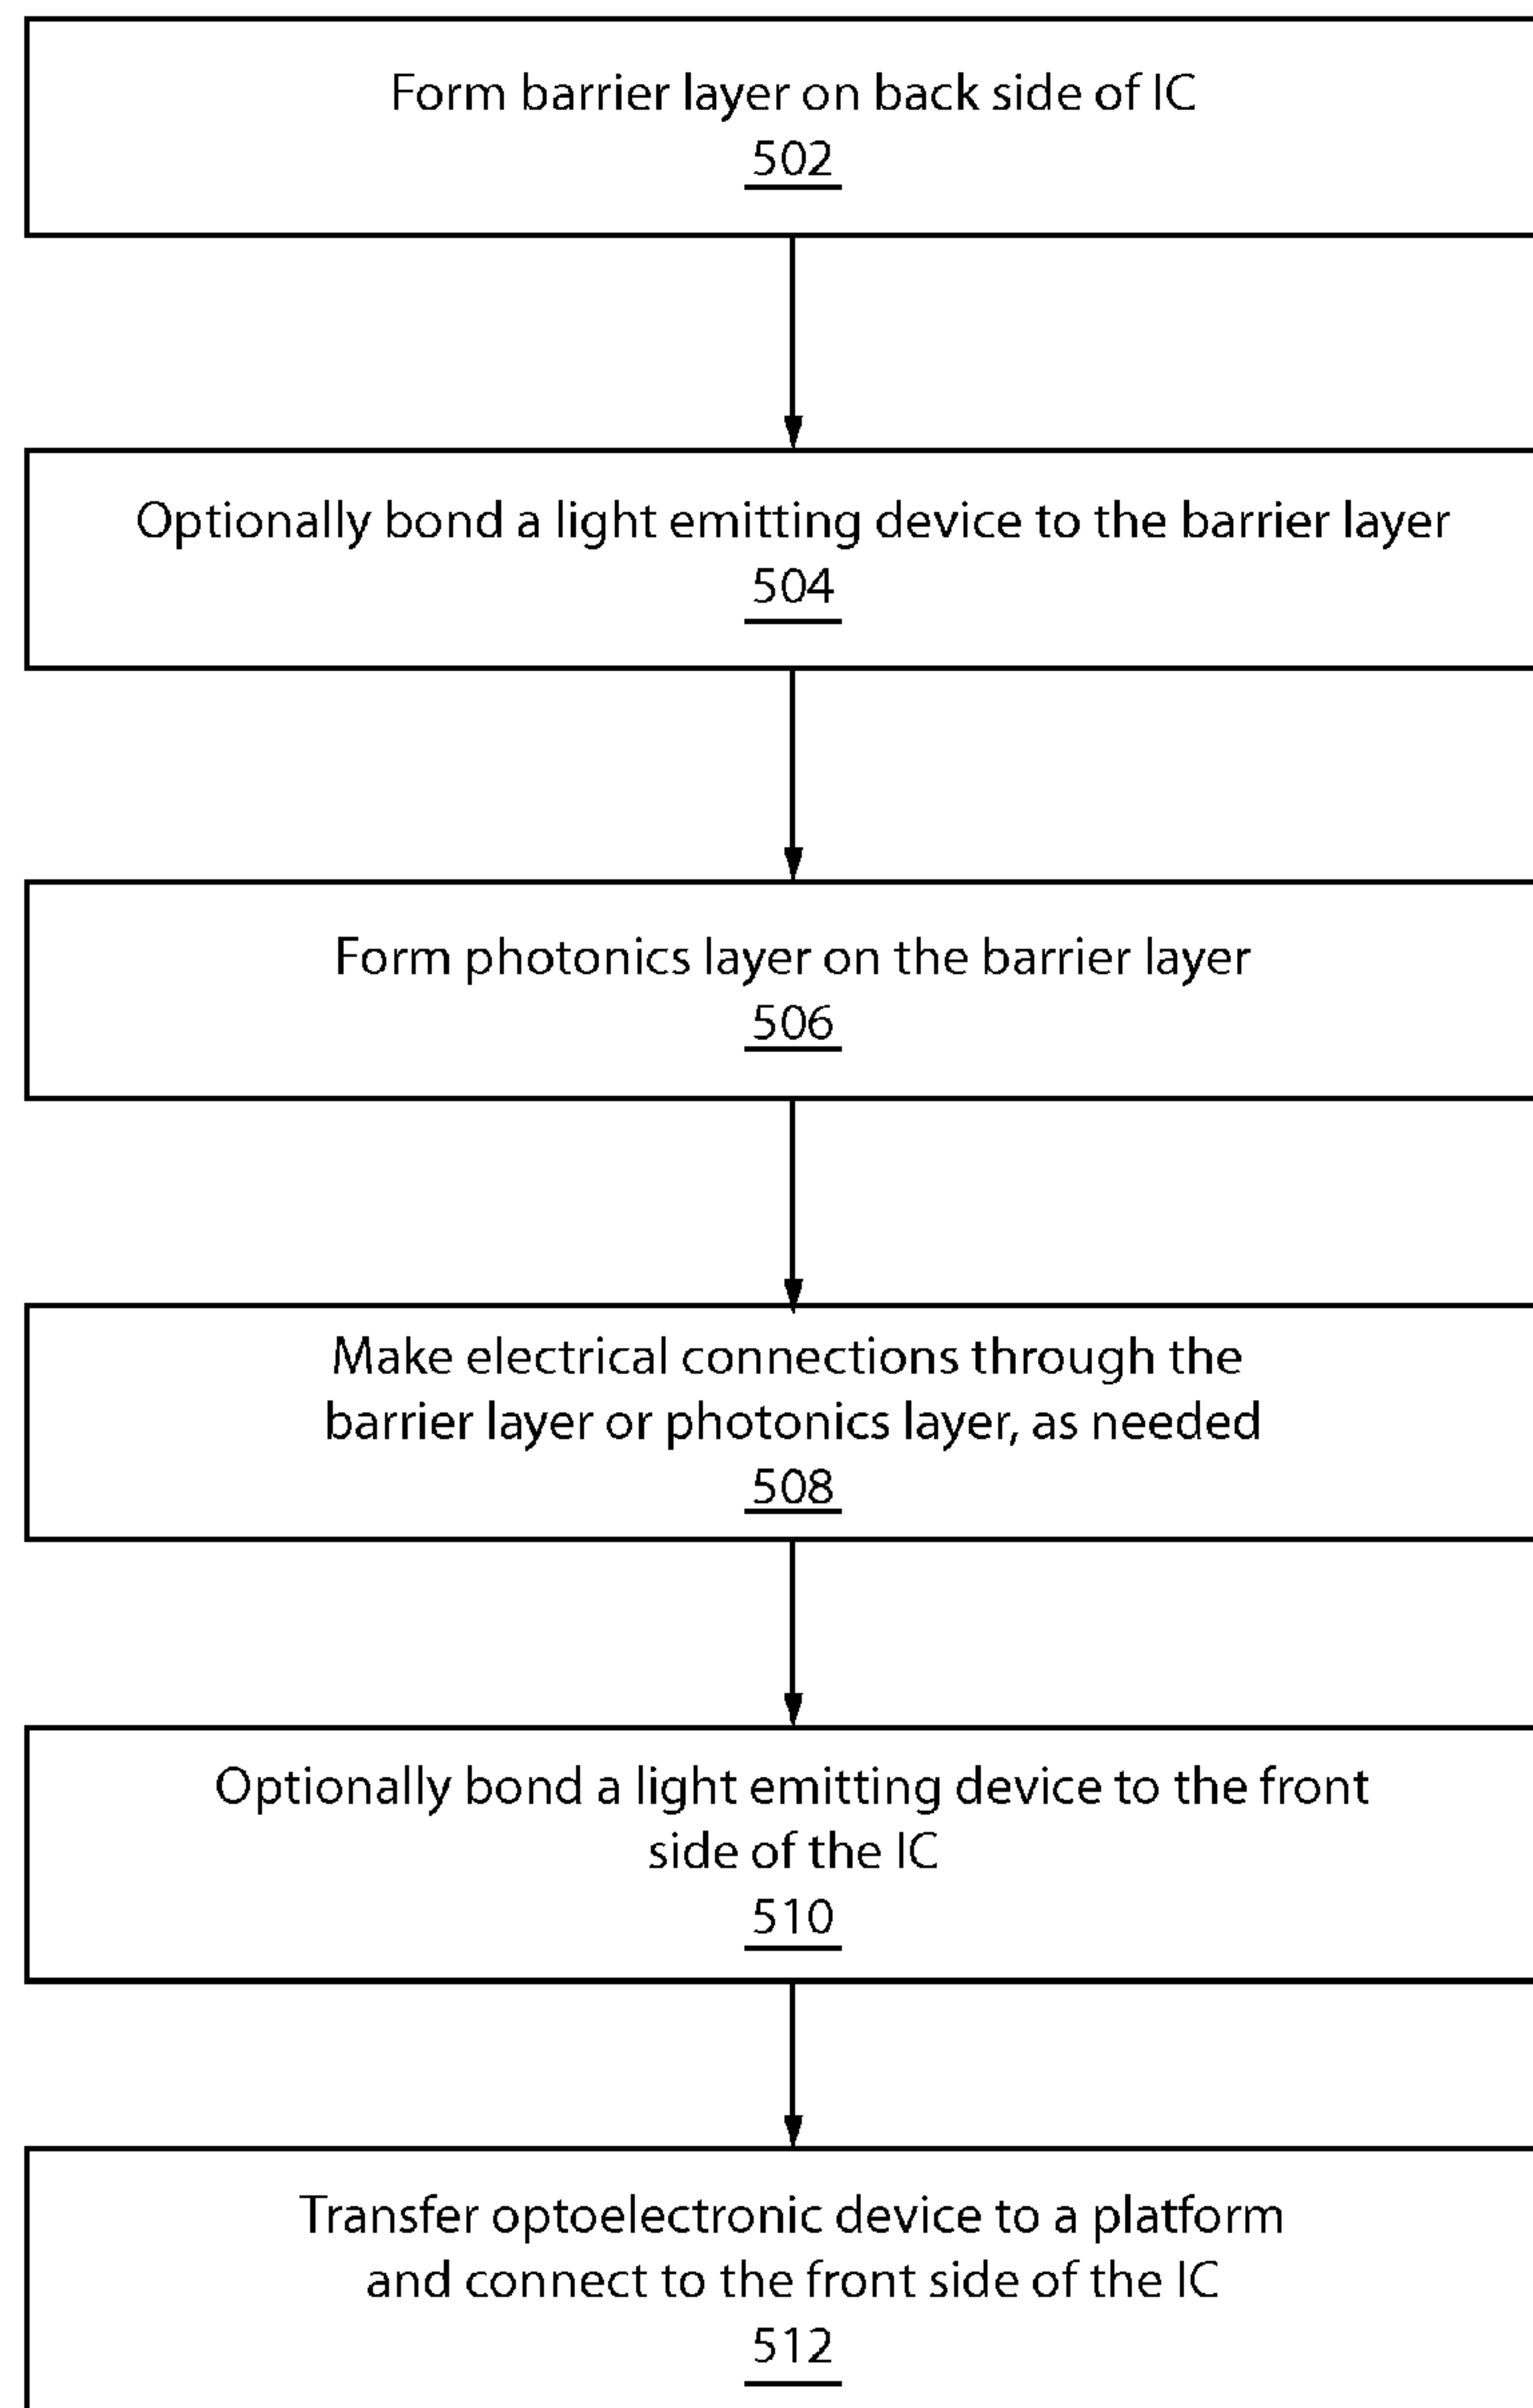 Form barrier layer on back side of IC
502
Optionally bond a light emitting device to the barrier layer
504
Form photonics layer on the barrier layer
506
Make electrical connections through the
barrier layer or photonics layer, as needed
508
Optionally bond a light emitting device to the front
side of the IC
510
Transfer optoelectronic device to a platform
and connect to the front side of the IC
512